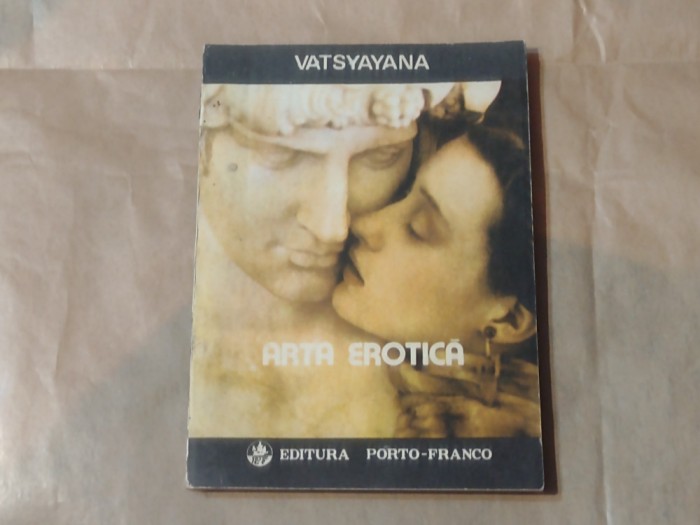 VATSYAYANA
ARTA EROTICĂ
EDITURA PORTO-FRANCO